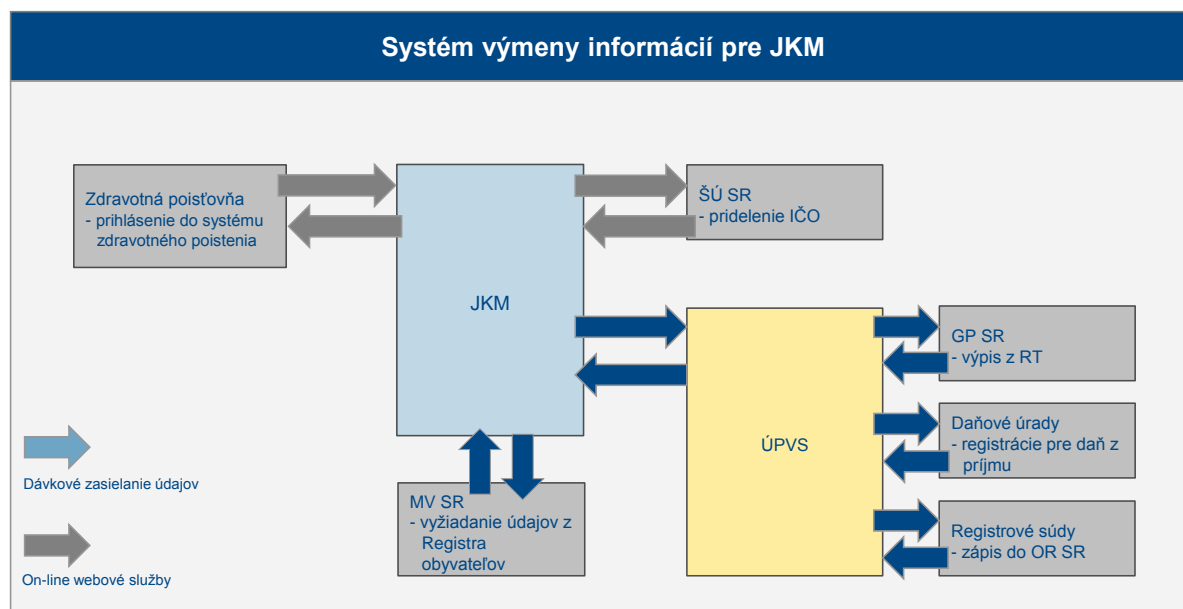 Systém výmeny informácií pre JKM
Zdravotná poisťovňa
- prihlásenie do systému
zdravotného poistenia
JKM
ŠÚ SR
- pridelenie IČO
ÚPVS
GP SR
- výpis z RT
Daňové úrady
- registrácie pre daň z
príjmu
Registrové súdy
- zápis do OR SR
MV SR
- vyžiadanie údajov z
Registra
obyvateľov
Dávkové zasielanie údajov
On-line webové služby